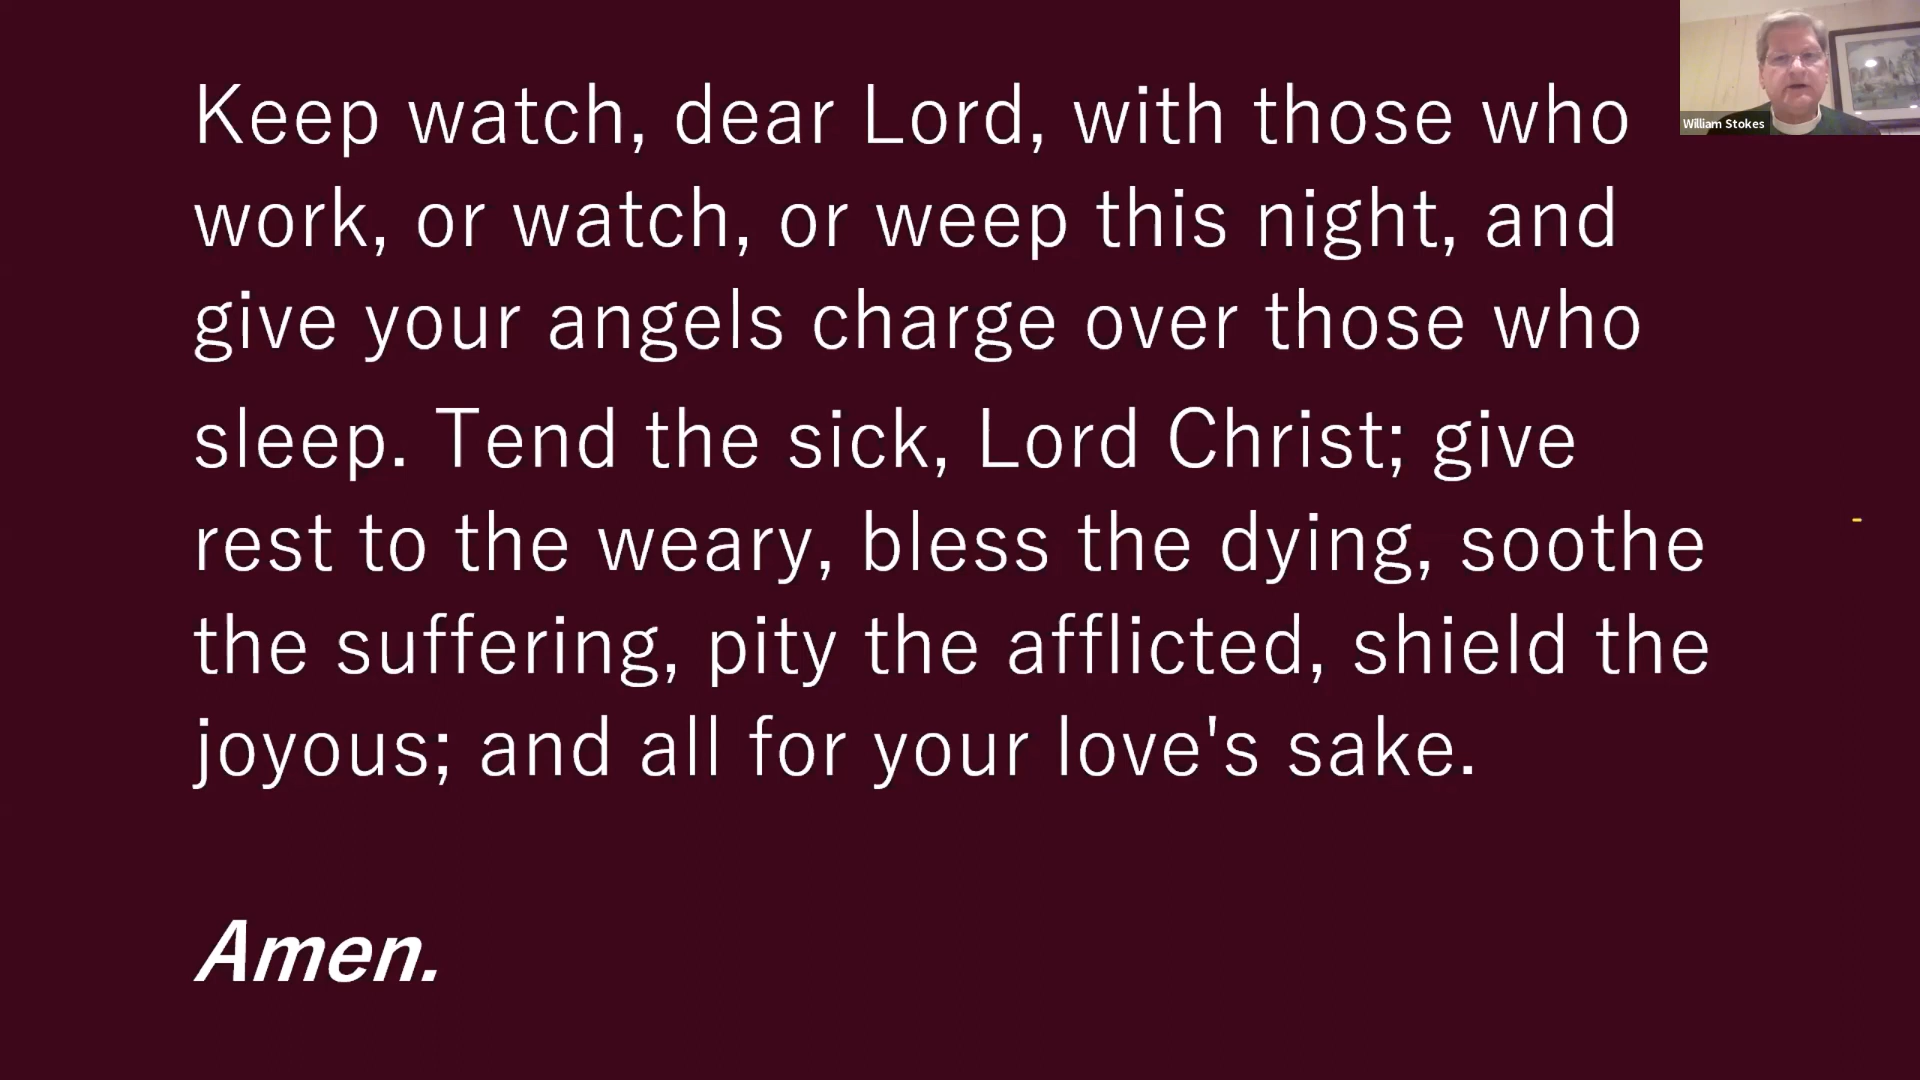 Keep watch, dear Lord, with those who
work, or watch, or weep this night, and
give your angels charge over those who
sleep. Tend the sick, Lord Christ; give
rest to the weary, bless the dying, soothe
the suffering, pity the afflicted, shield the
joyous; and all for your love's sake.
Amen.
William Stokes